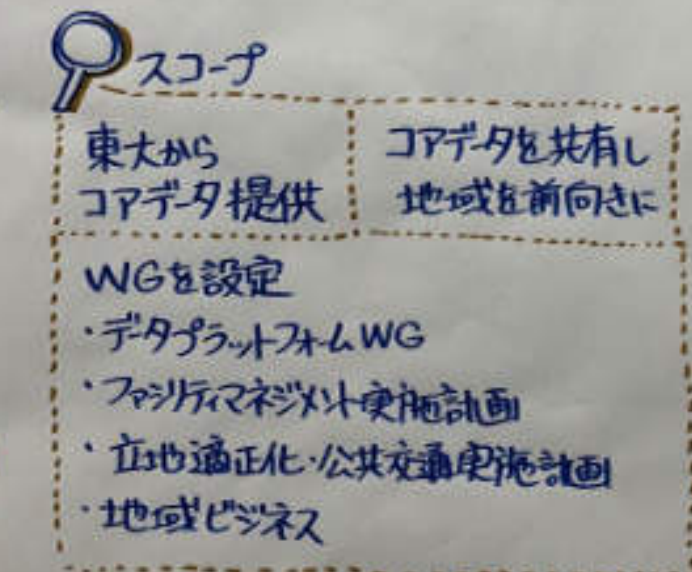 スコープ
東大から
コアデータ提供
コアデータを共有し
地域を前向きに
WGを設定
・データプラットフォームWG
・ファシリティマネジメント実施計画
・立地適正化・公共交通実施計画
・地域ビジネス